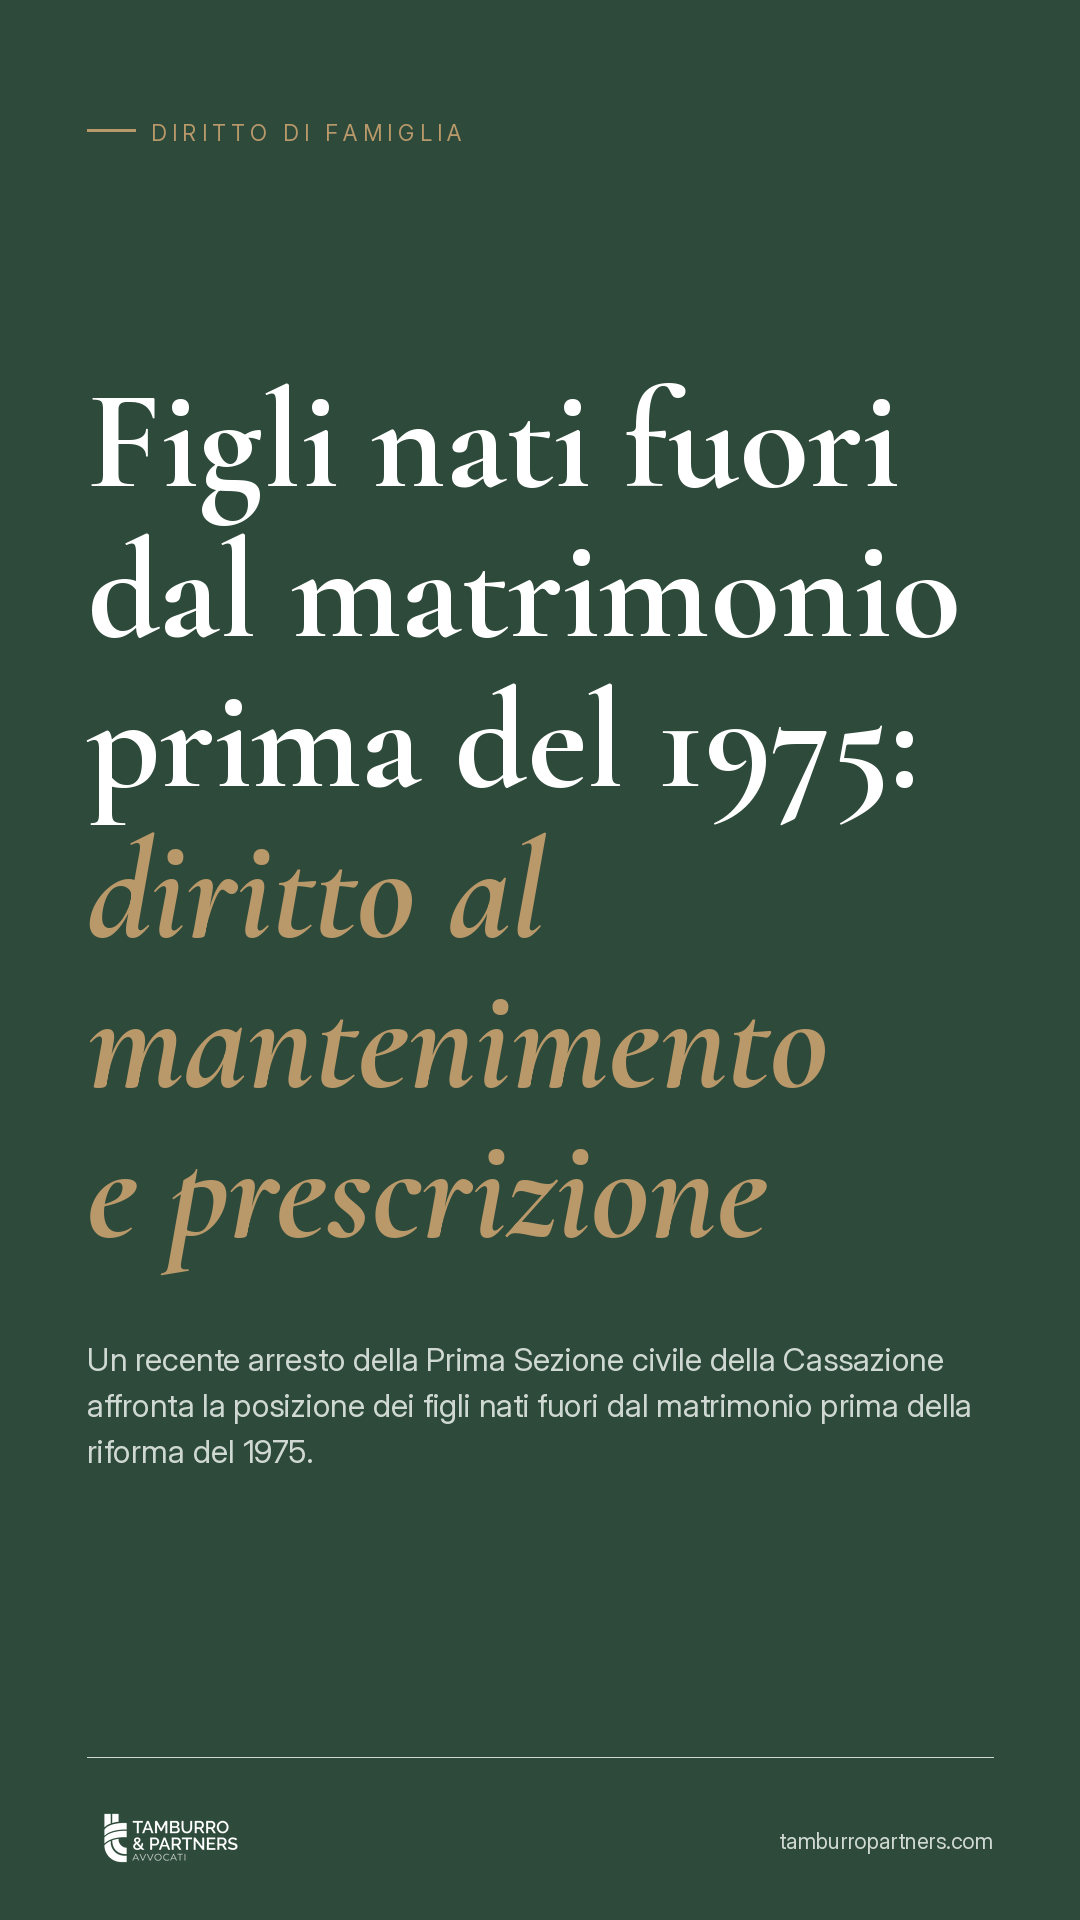 DIRITTO DI FAMIGLIA
Figli nati fuori
dal matrimonio
prima del 1975:
diritto al
mantenimento
e prescrizione
Un recente arresto della Prima Sezione civile della Cassazione
affronta la posizione dei figli nati fuori dal matrimonio prima della
riforma del 1975.
TAMBURRO
& PARTNERS
AVVOCATI
tamburropartners.com